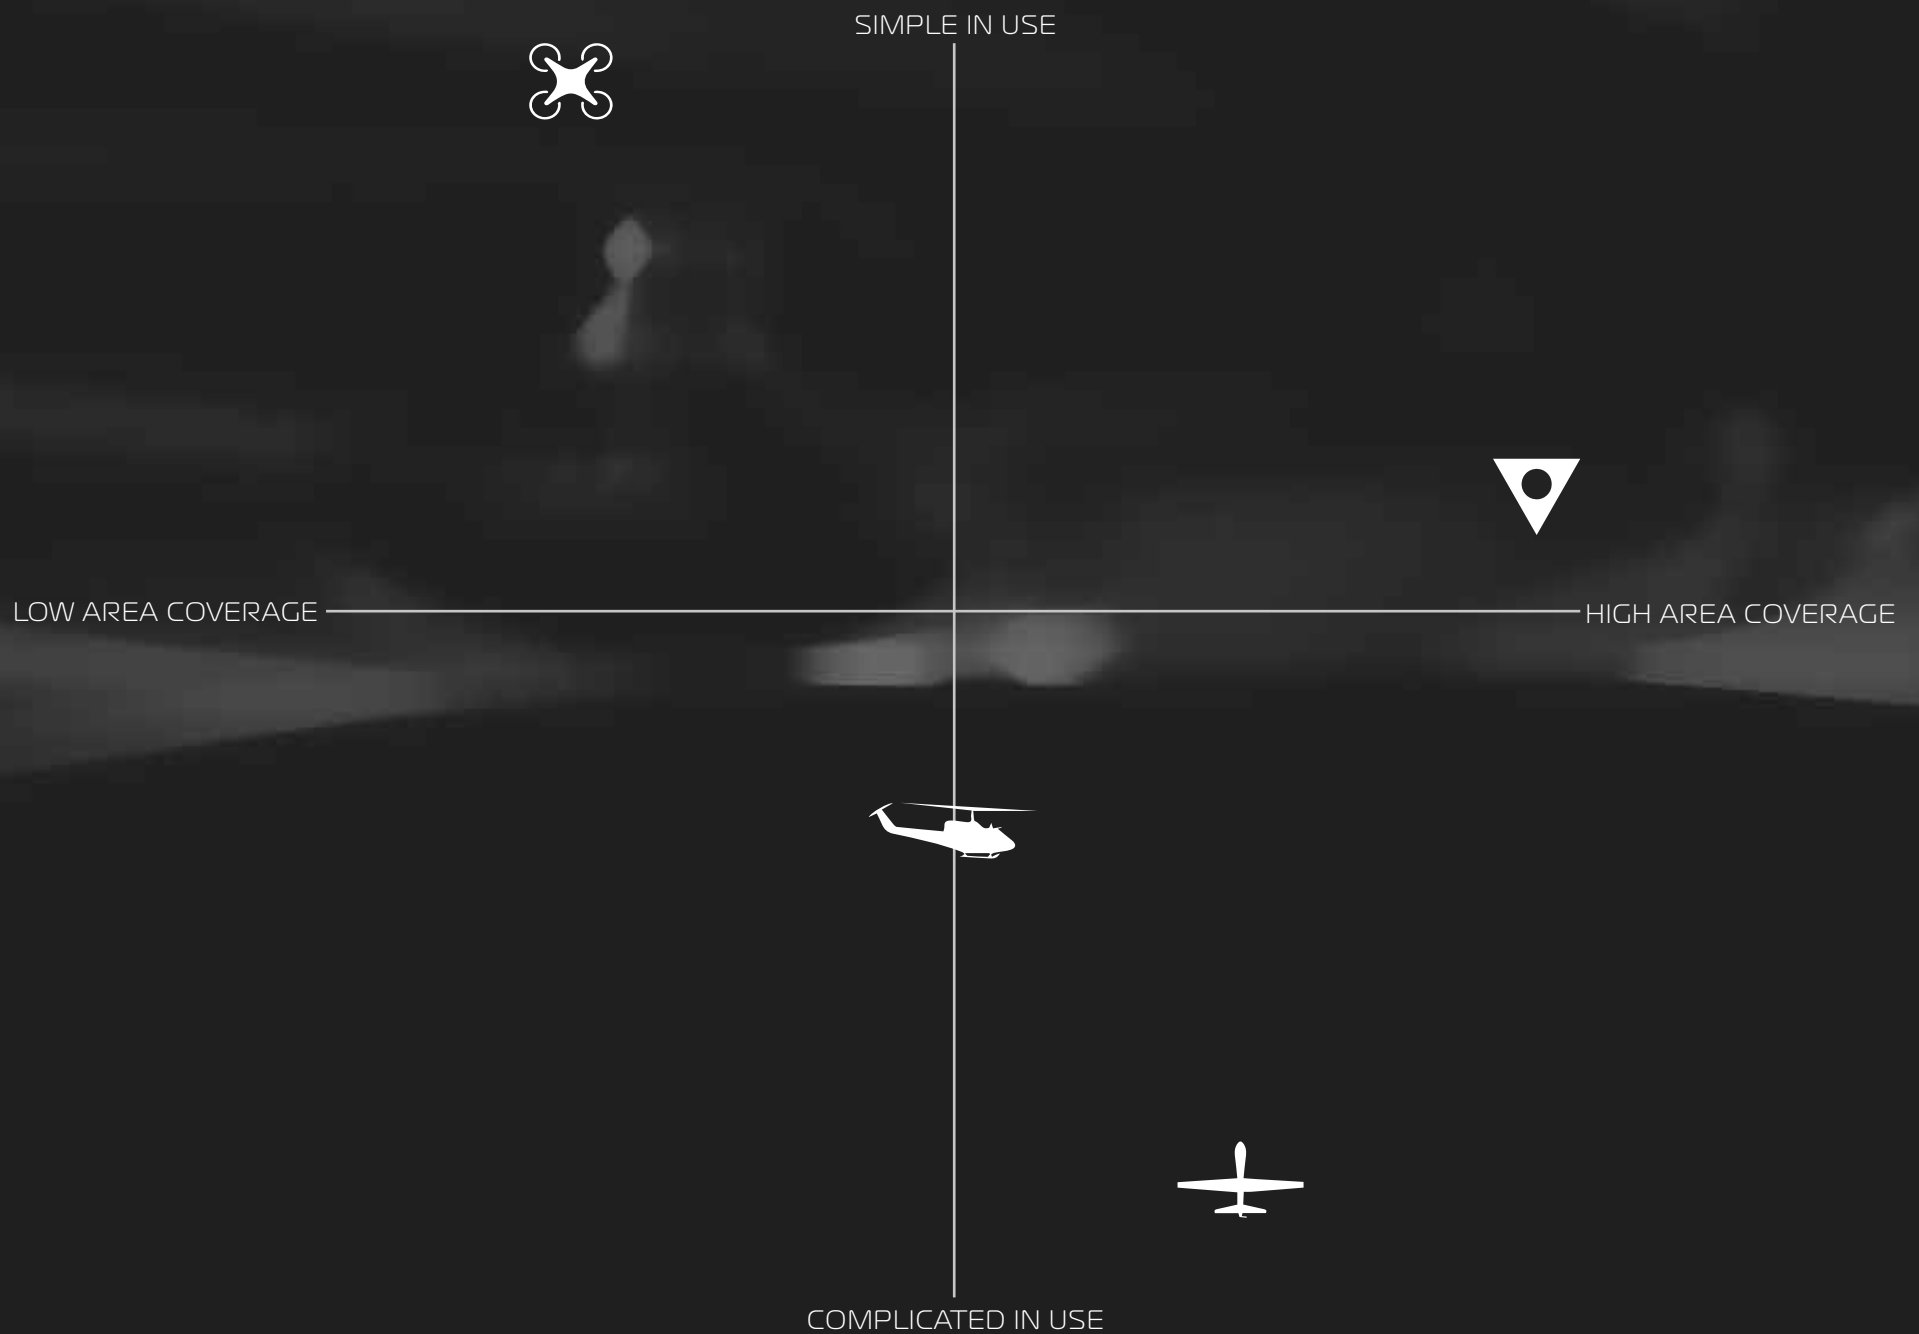 SIMPLE IN USE
LOW AREA COVERAGE
HIGH AREA COVERAGE
COMPLICATED IN USE